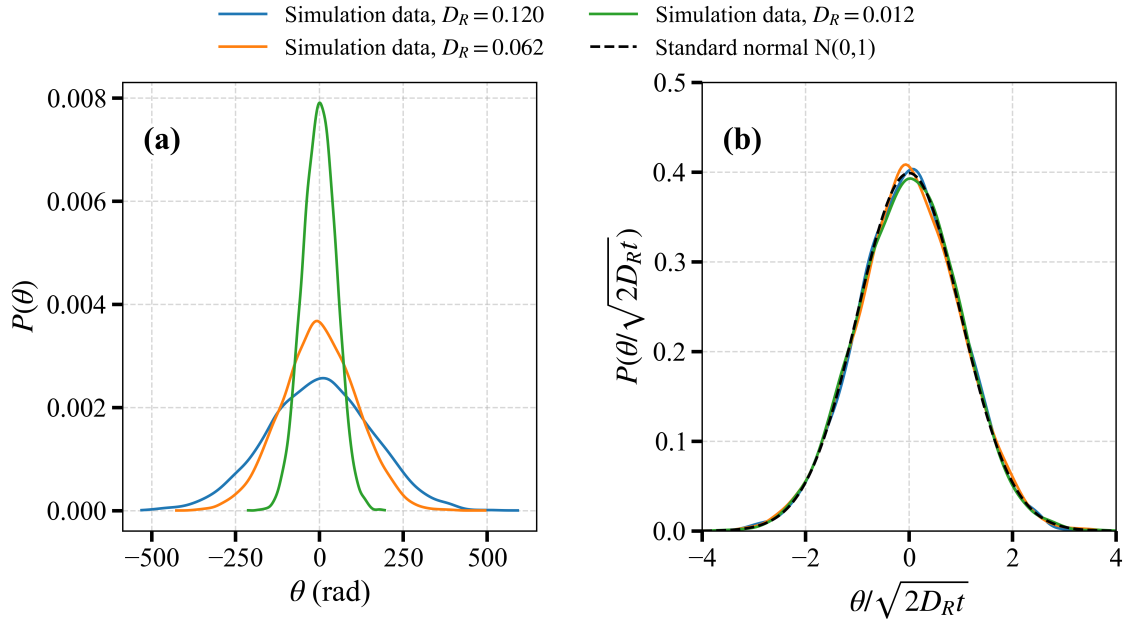 Simulation data, D_R = 0.120
Simulation data, D_R = 0.062
Simulation data, D_R = 0.012
Standard normal N(0,1)
(a)
P(θ)
0.008
0.006
0.004
0.002
0.000
−500
−250
0
250
500
θ (rad)
(b)
P(θ/√2D_Rt)
0.5
0.4
0.3
0.2
0.1
0.0
−4
−2
0
2
4
θ/√2D_Rt